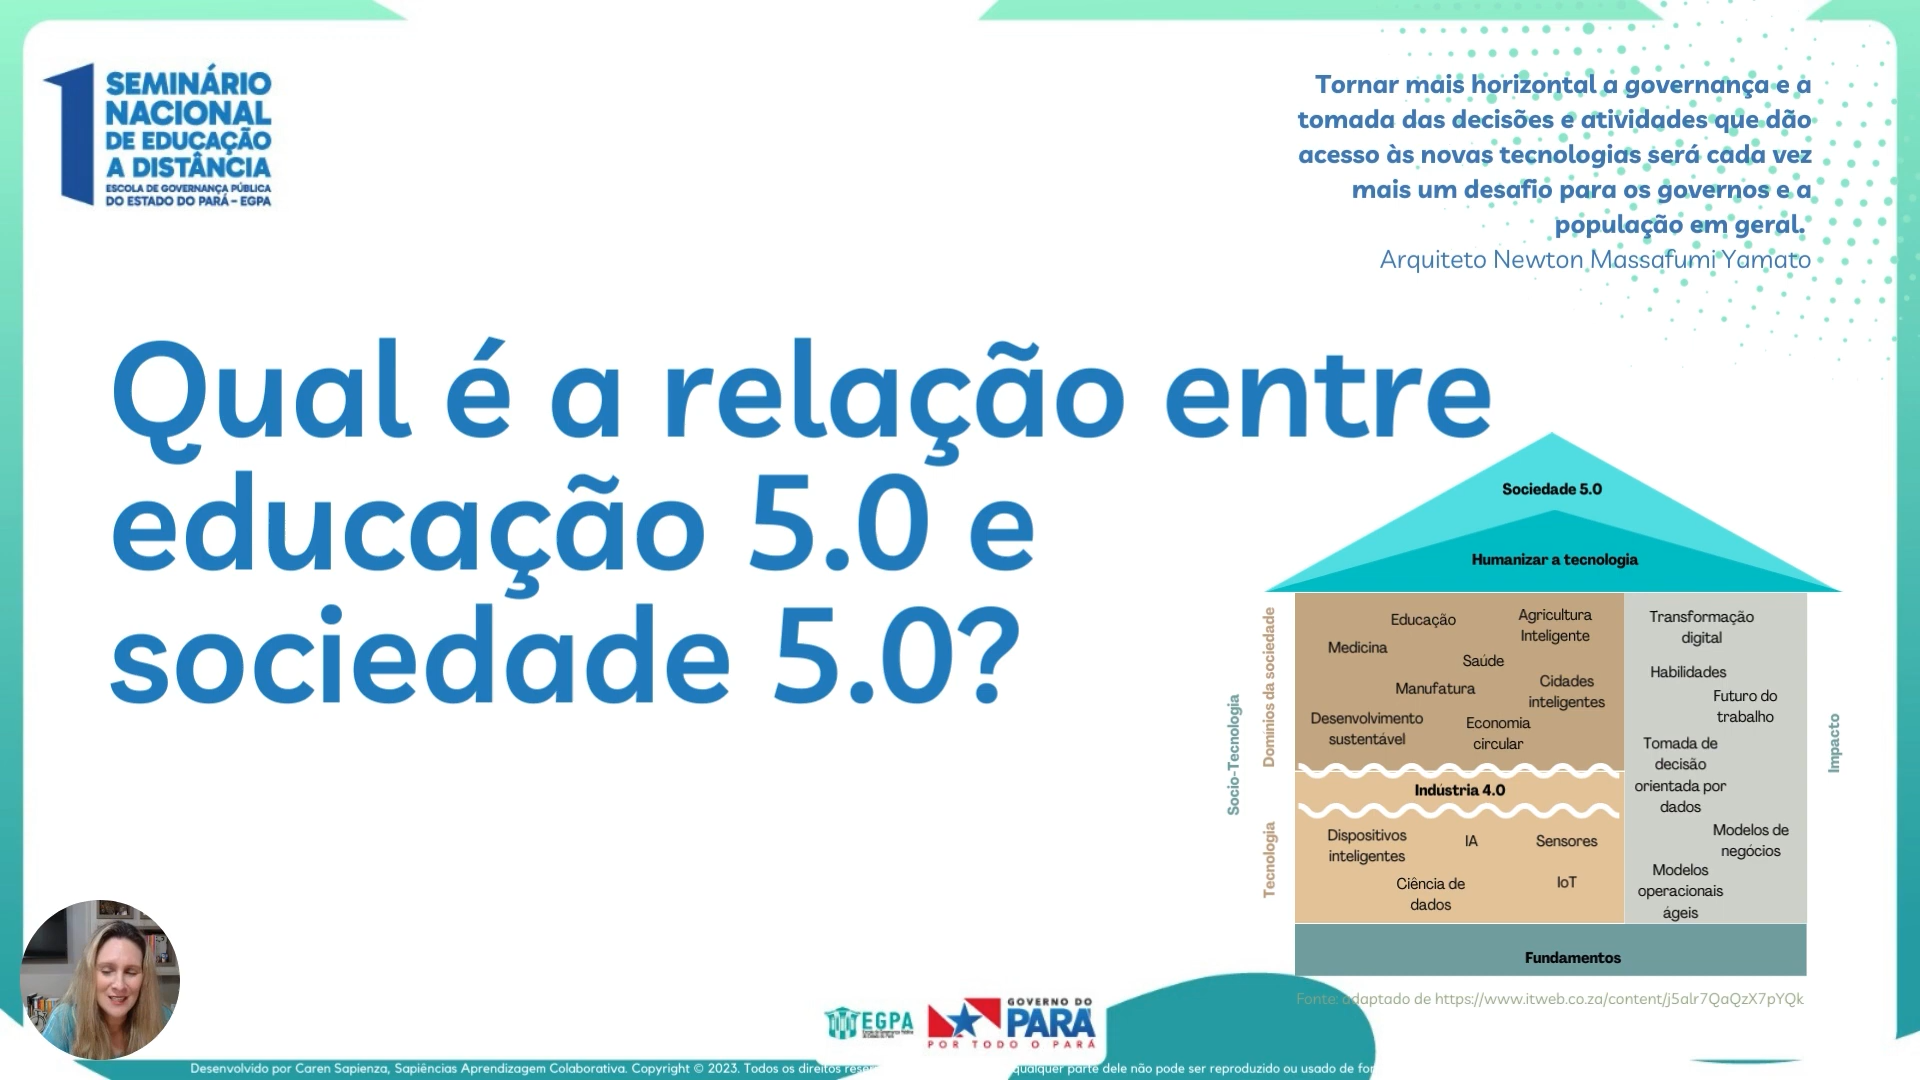 SEMINÁRIO
NACIONAL
DE EDUCAÇÃO
A DISTÂNCIA
ESCOLA DE GOVERNANÇA PÚBLICA
DO ESTADO DO PARÁ - EGPA
Tornar mais horizontal a governança e a
tomada das decisões e atividades que dão
acesso às novas tecnologias será cada vez
mais um desafio para os governos e a
população em geral.
Arquiteto Newton Massafumi Yamato
Qual é a relação entre
educação 5.0 e
sociedade 5.0?
Sociedade 5.0
Humanizar a tecnologia
Socio-Tecnologia
Domínios da sociedade
Educação
Agricultura
Inteligente
Medicina
Saúde
Manufatura
Cidades
inteligentes
Desenvolvimento
sustentável
Economia
circular
Indústria 4.0
Tecnologia
Dispositivos
inteligentes
IA
Sensores
Ciência de
dados
IoT
Transformação
digital
Habilidades
Futuro do
trabalho
Tomada de
decisão
orientada por
dados
Modelos de
negócios
Modelos
operacionais
ágeis
Impacto
Fundamentos
Fonte: adaptado de https://www.itweb.co.za/content/j5alr7QaQzX7pYQk
EGPA
GOVERNO DO
PARÁ
POR TODO O PARÁ
Desenvolvido por Caren Sapienza, Sapiências Aprendizagem Colaborativa. Copyright © 2023. Todos os direitos
qualquer parte dele não pode ser reproduzido ou usado de